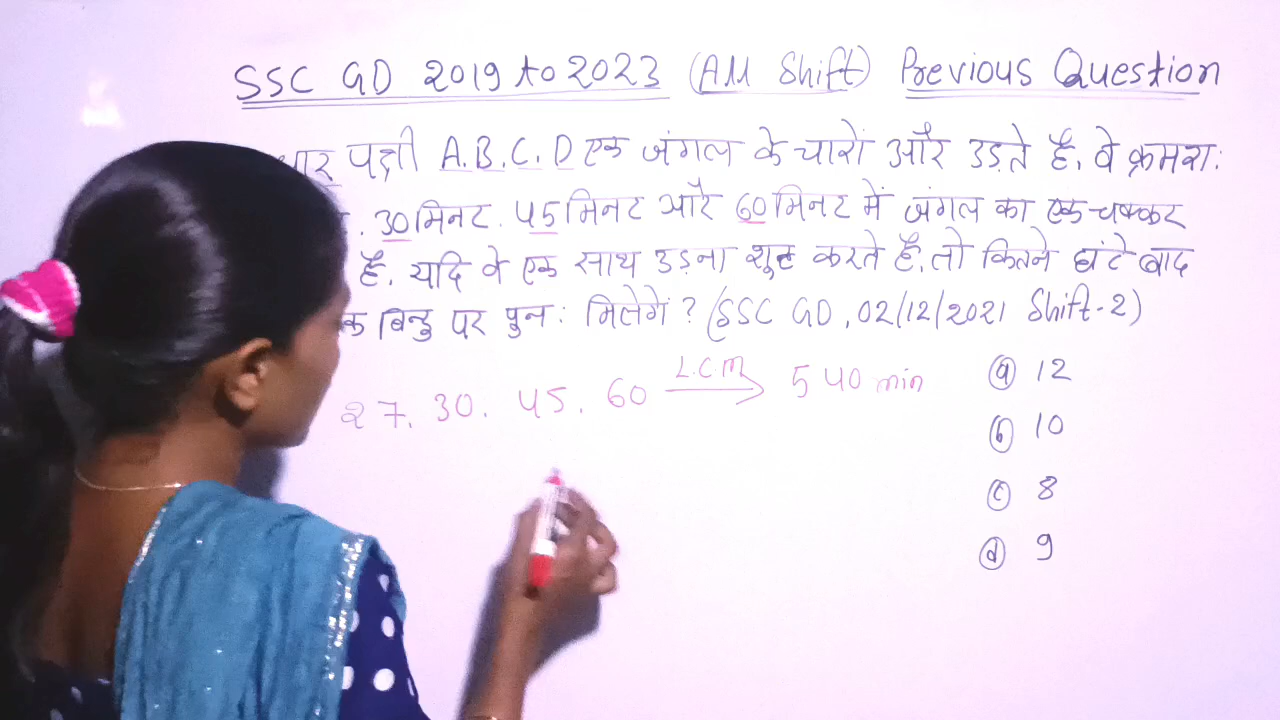 SSC GD 2019 to 2023 (AM Shift) Previous Question
चार पक्षी A.B.C.D एक जंगल के चारों और उड़ते है. वे क्रमशः
. 30 मिनट. 45 मिनट और 60 मिनट में जंगल का एक चक्कर
है. यदि वे एक साथ उड़ना शुरू करते है, तो कितने घंटे बाद
बिन्दु पर पुनः मिलेगें ? (SSC GD, 02/12/2021 Shift-2)
27. 30. 45. 60 L.C.M 540 min
(a) 12
(b) 10
(c) 8
(d) 9